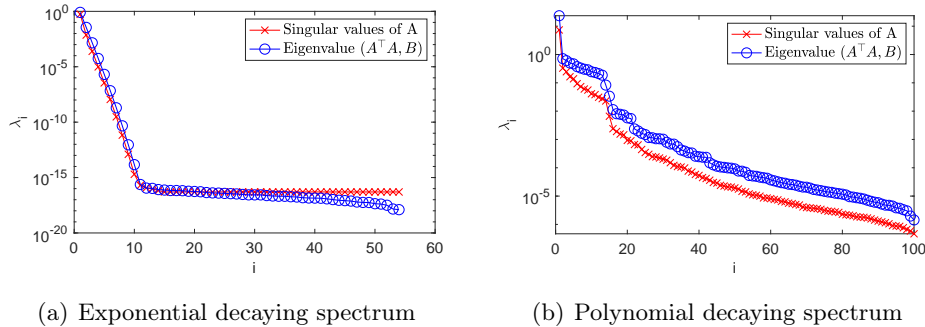 10^0
10^-5
10^-10
10^-15
10^-20
λ_i
0 10 20 30 40 50 60
i
Singular values of A
Eigenvalue (A^⊤A, B)
(a) Exponential decaying spectrum
10^0
10^-5
λ_i
20 40 60 80 100
i
Singular values of A
Eigenvalue (A^⊤A, B)
(b) Polynomial decaying spectrum